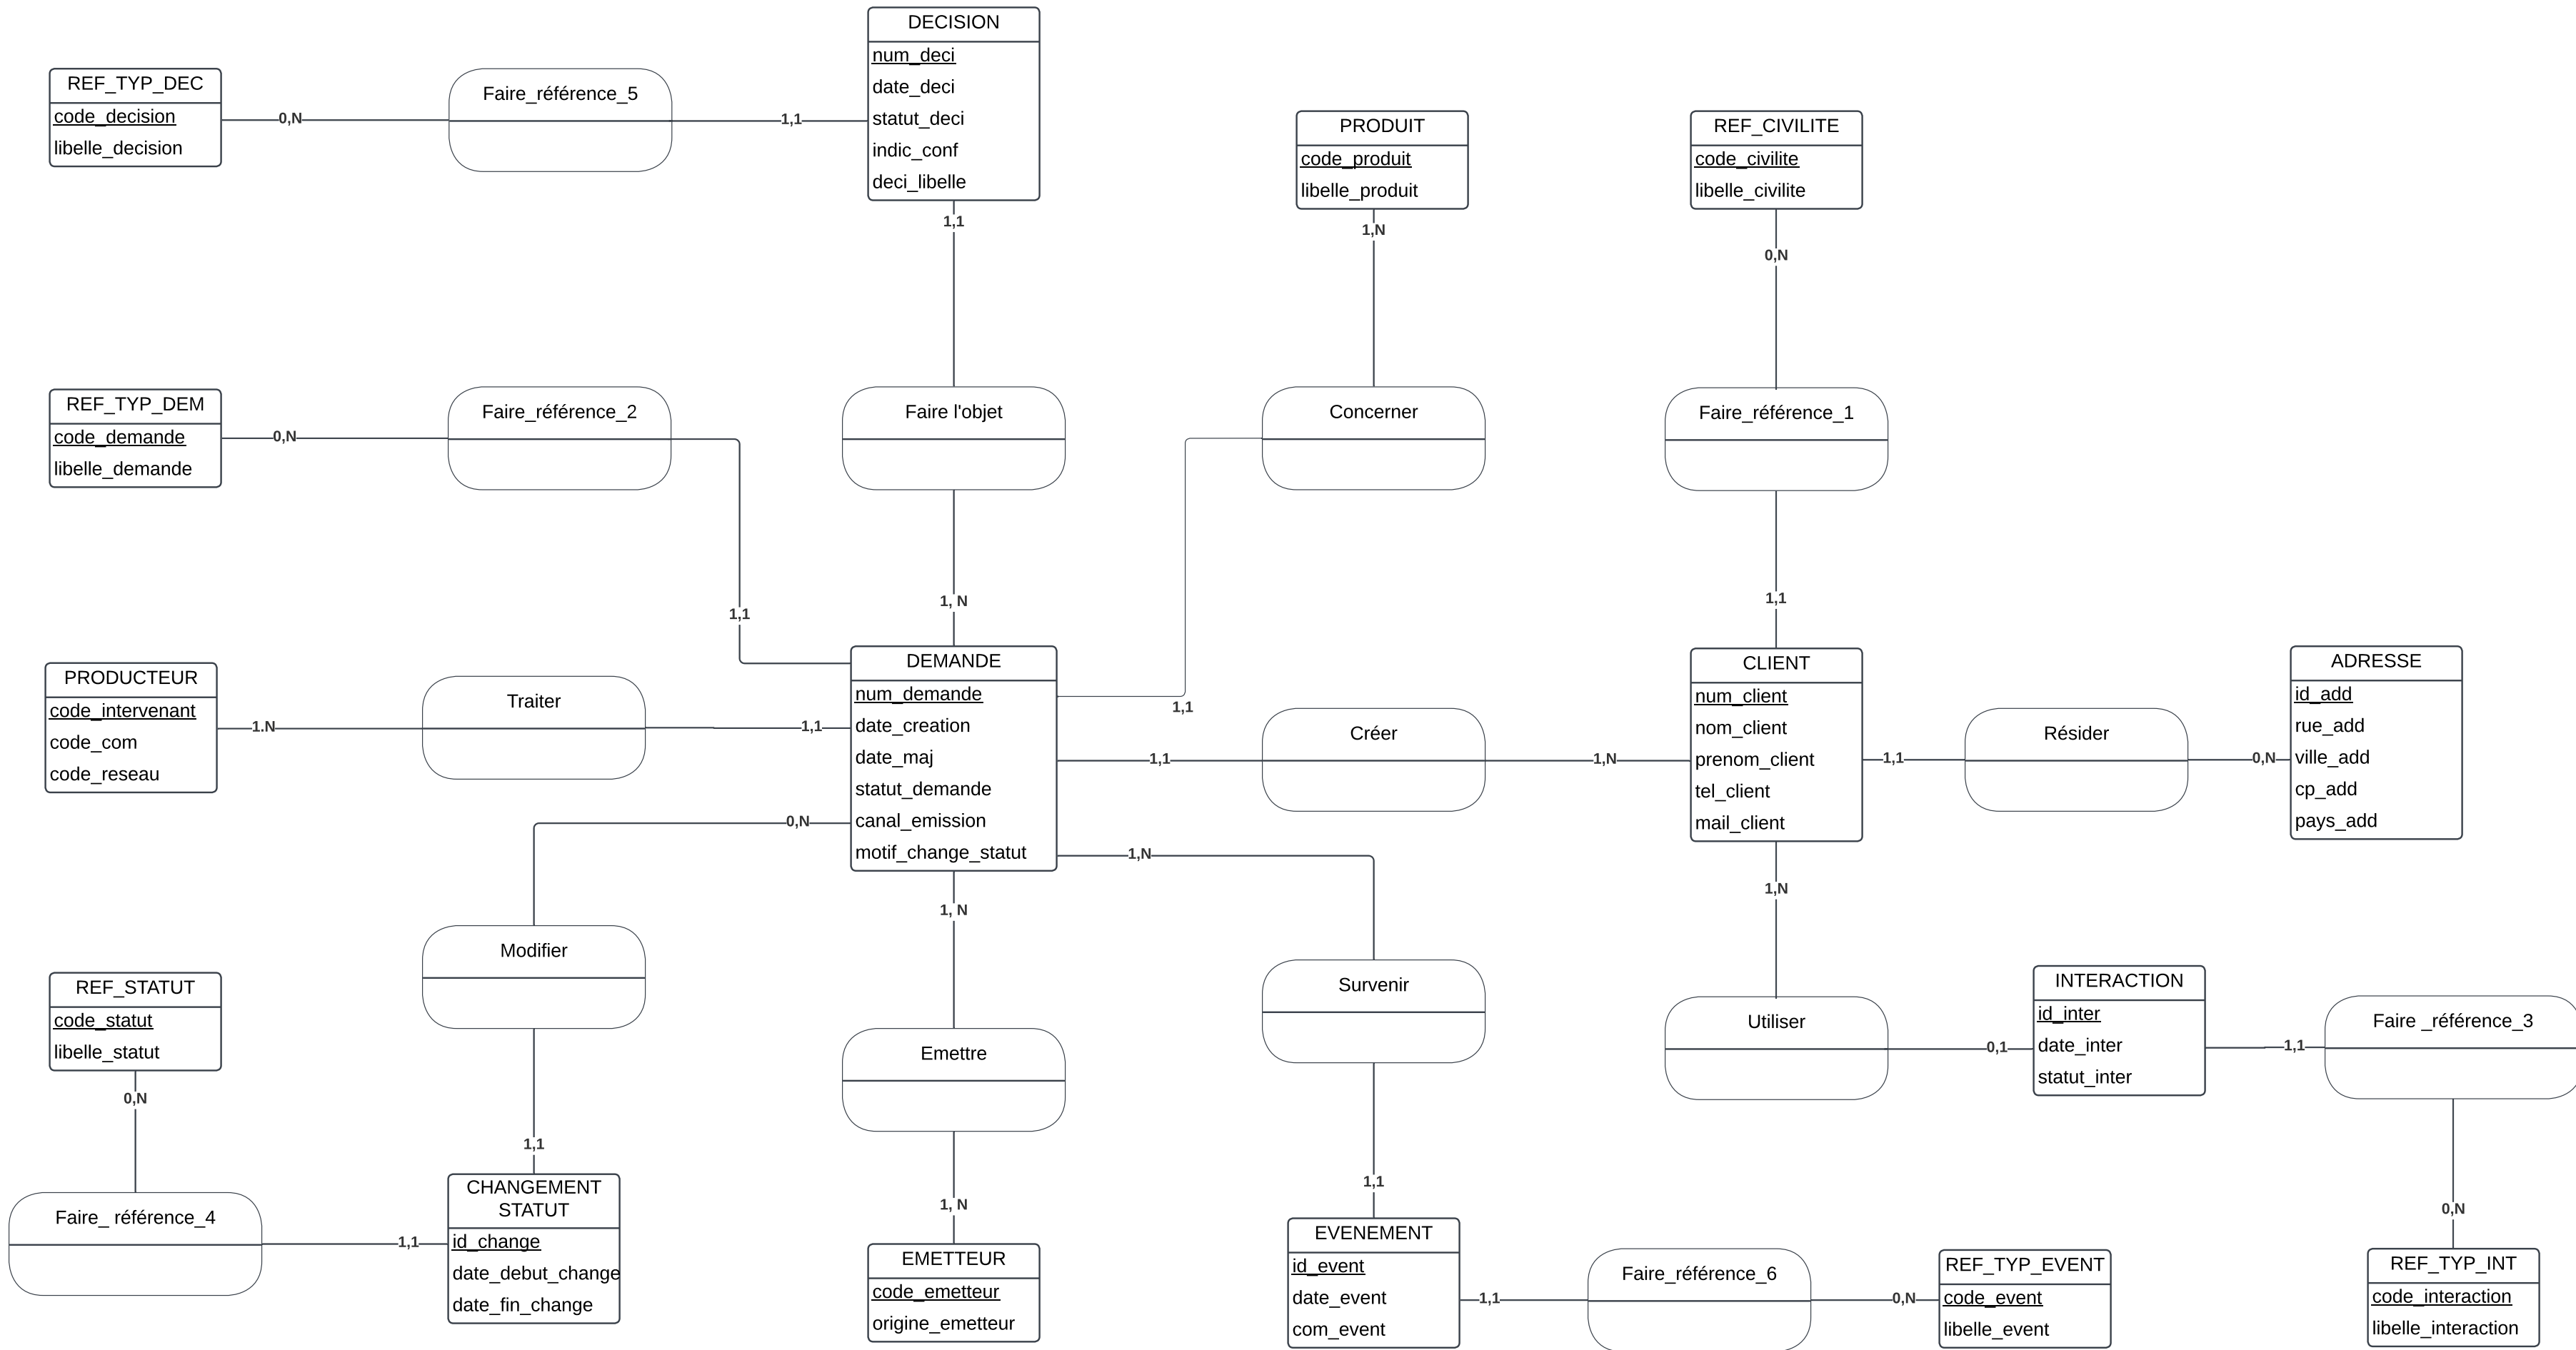 DECISION
num_deci
date_deci
statut_deci
indic_conf
deci_libelle
REF_TYP_DEC
code_decision
libelle_decision
0,N
Faire_référence_5
1,1
1,1
PRODUIT
code_produit
libelle_produit
1,N
REF_CIVILITE
code_civilite
libelle_civilite
0,N
REF_TYP_DEM
code_demande
libelle_demande
0,N
Faire_référence_2
1,1
Faire l'objet
1, N
Concerner
1,1
Faire_référence_1
1,1
PRODUCTEUR
code_intervenant
code_com
code_reseau
1.N
Traiter
1,1
DEMANDE
num_demande
date_creation
date_maj
statut_demande
canal_emission
motif_change_statut
1,1
Créer
1,N
CLIENT
num_client
nom_client
prenom_client
tel_client
mail_client
1,1
Résider
0,N
ADRESSE
id_add
rue_add
ville_add
cp_add
pays_add
0,N
1,N
1,N
1, N
Modifier
1,1
REF_STATUT
code_statut
libelle_statut
0,N
Faire_ référence_4
1,1
CHANGEMENT
STATUT
id_change
date_debut_change
date_fin_change
Emettre
1, N
EMETTEUR
code_emetteur
origine_emetteur
Survenir
1,1
EVENEMENT
id_event
date_event
com_event
1,1
Faire_référence_6
0,N
REF_TYP_EVENT
code_event
libelle_event
Utiliser
0,1
INTERACTION
id_inter
date_inter
statut_inter
1,1
Faire _référence_3
0,N
REF_TYP_INT
code_interaction
libelle_interaction